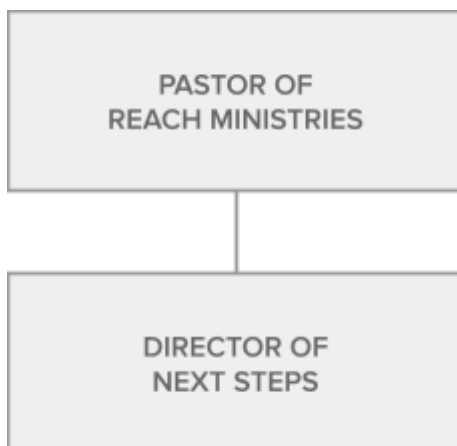 PASTOR OF
REACH MINISTRIES
DIRECTOR OF
NEXT STEPS